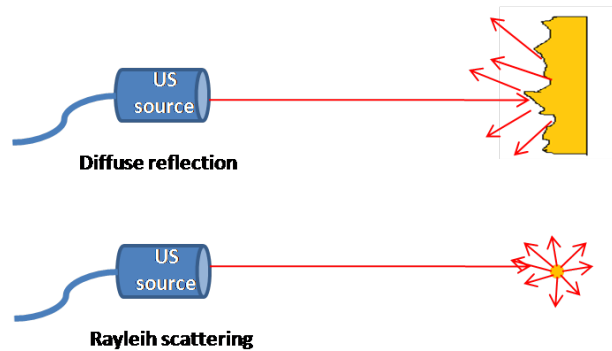 US
source
Diffuse reflection
US
source
Rayleih scattering